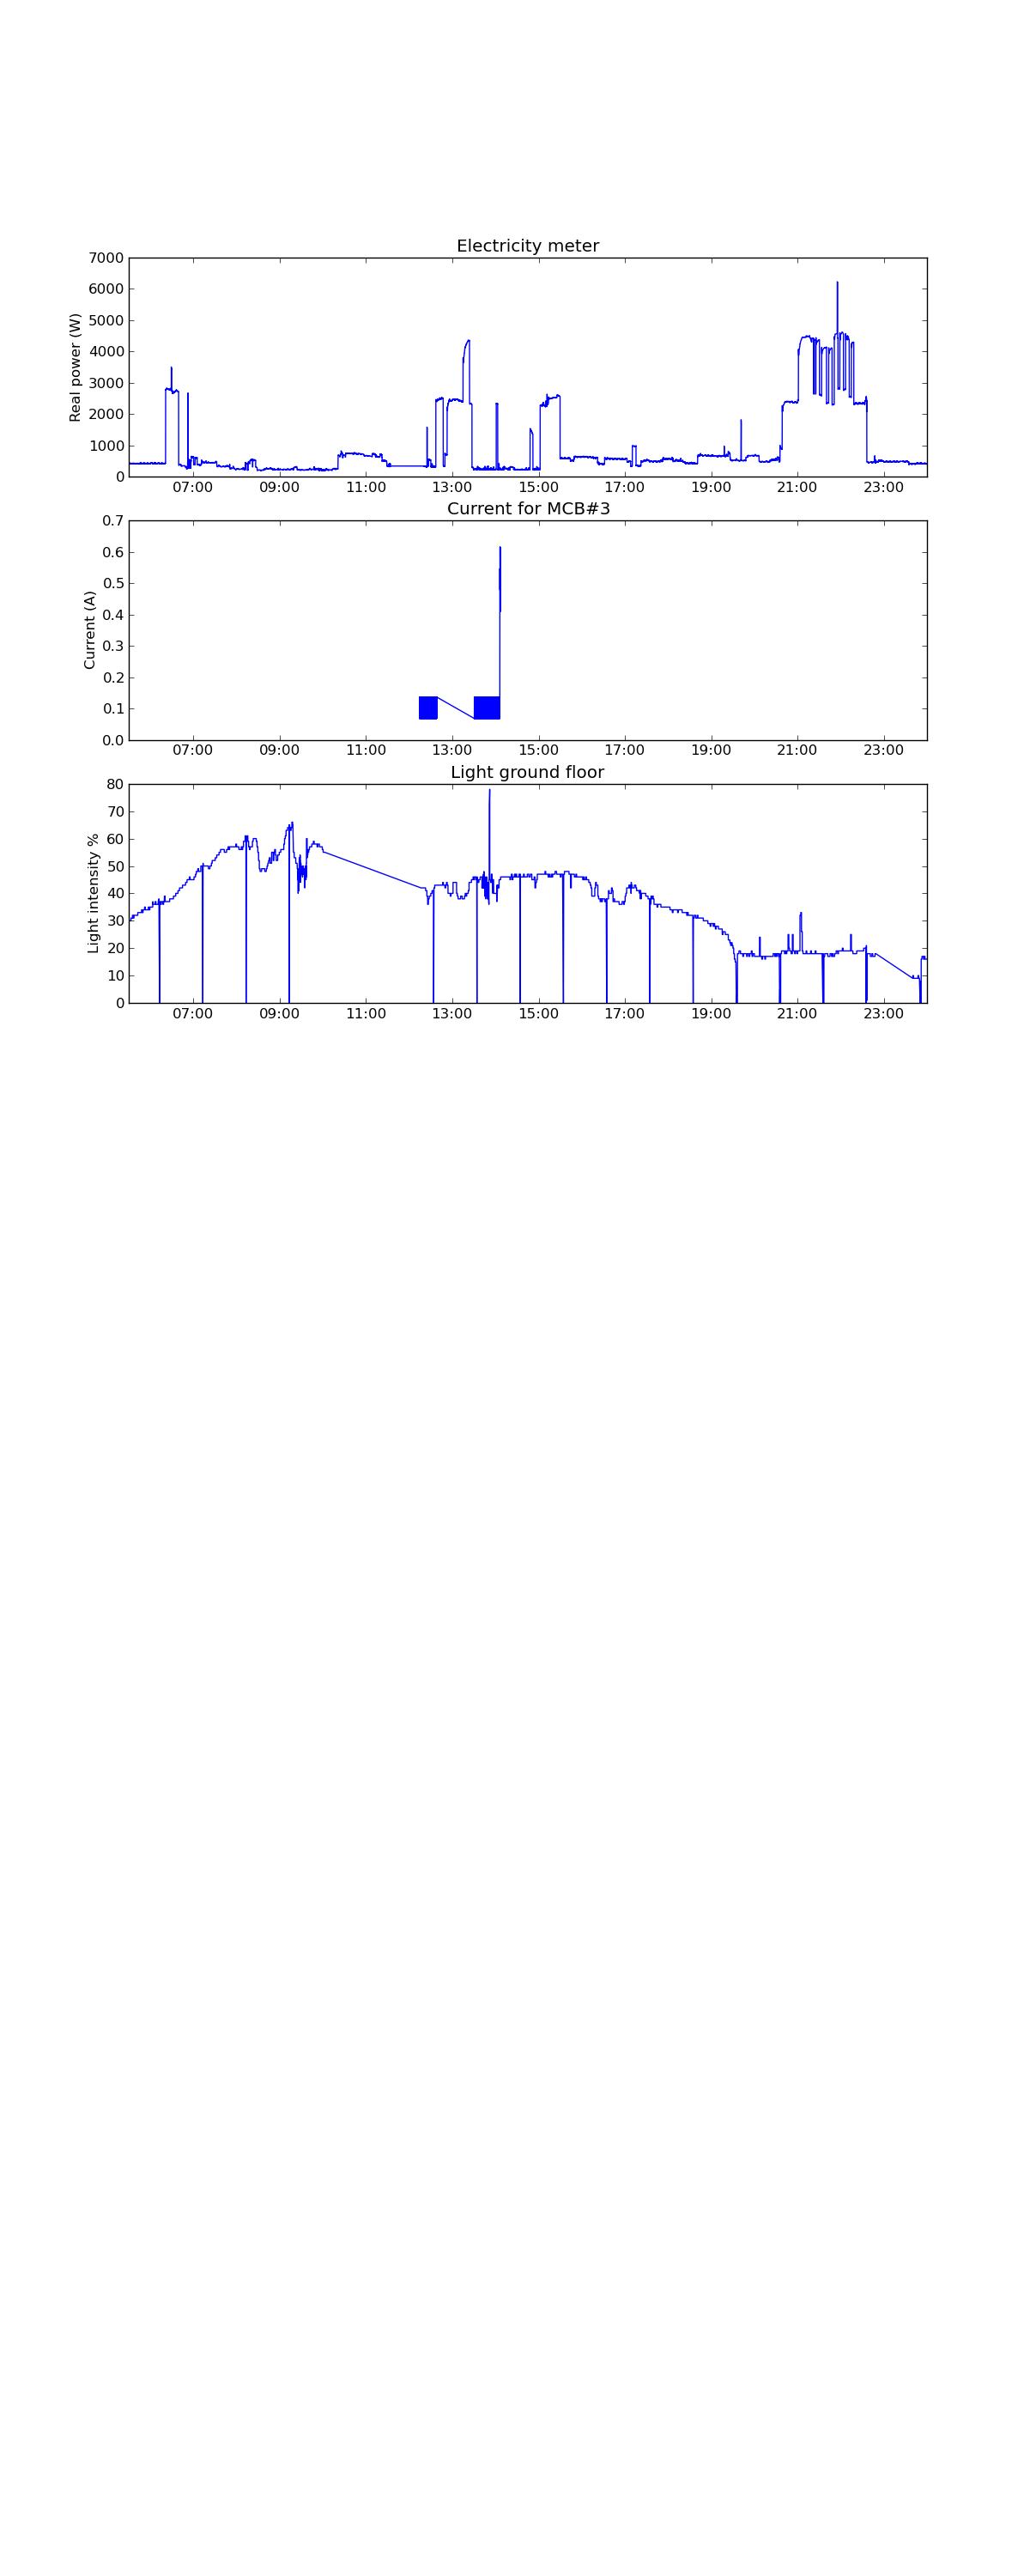 Electricity meter
Real power (W)
7000
6000
5000
4000
3000
2000
1000
0
07:00 09:00 11:00 13:00 15:00 17:00 19:00 21:00 23:00
Current for MCB#3
Current (A)
0.7
0.6
0.5
0.4
0.3
0.2
0.1
0.0
07:00 09:00 11:00 13:00 15:00 17:00 19:00 21:00 23:00
Light ground floor
Light intensity %
80
70
60
50
40
30
20
10
0
07:00 09:00 11:00 13:00 15:00 17:00 19:00 21:00 23:00